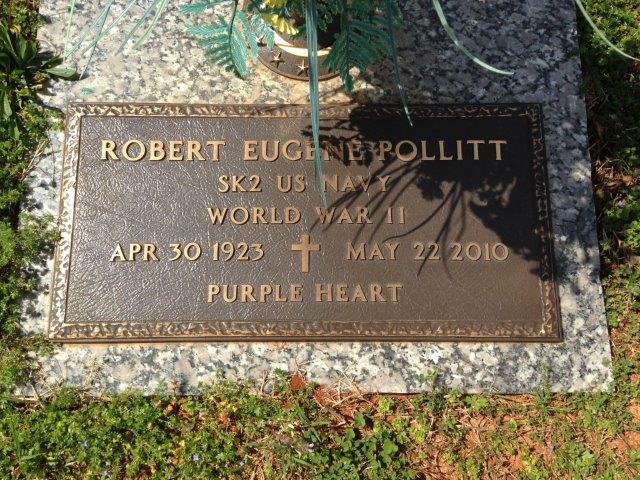 ROBERT EUGENE POLLITT
SK2 US NAVY
WORLD WAR II
APR 30 1923 MAY 22 2010
PURPLE HEART